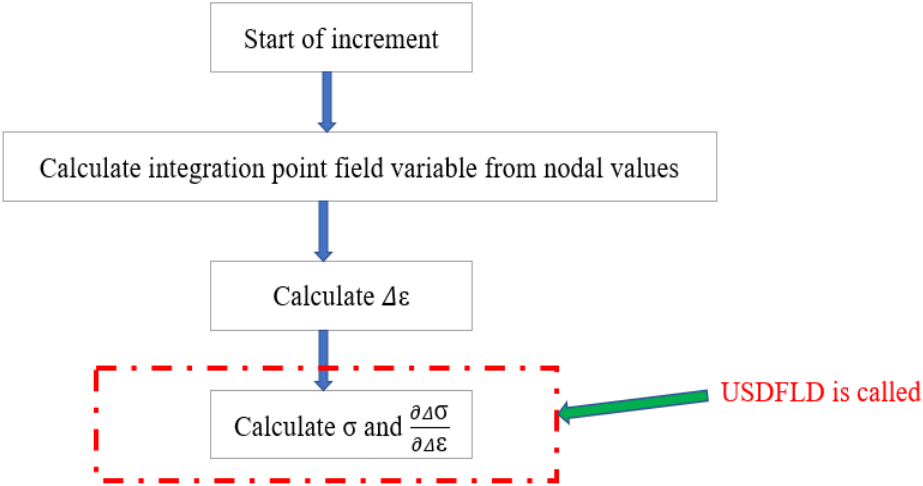 Start of increment
Calculate integration point field variable from nodal values
Calculate Δε
Calculate σ and ∂Δσ/∂Δε
USDFLD is called